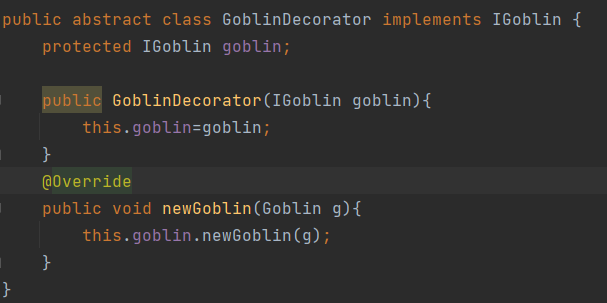 public abstract class GoblinDecorator implements IGoblin {
    protected IGoblin goblin;

    public GoblinDecorator(IGoblin goblin){
        this.goblin=goblin;
    }
    @Override
    public void newGoblin(Goblin g){
        this.goblin.newGoblin(g);
    }
}